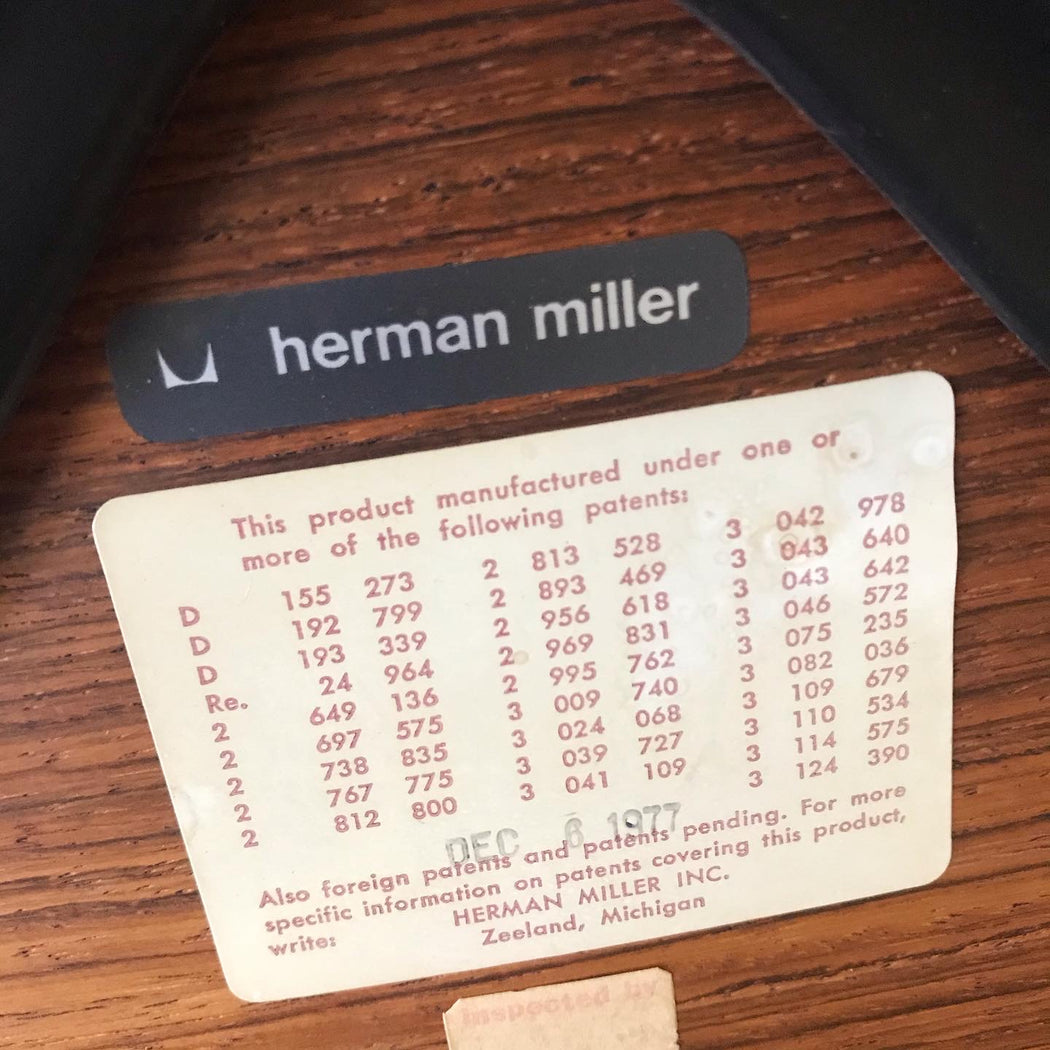 herman miller
This product manufactured under one or
more of the following patents:
D 155 273 2 813 528 3 042 978
D 192 799 2 893 469 3 043 640
D 193 339 2 956 618 3 043 642
Re. 24 964 2 969 831 3 046 572
2 649 136 2 995 762 3 075 235
2 697 575 3 009 740 3 082 036
2 738 835 3 024 068 3 109 679
2 767 775 3 039 727 3 110 534
2 812 800 3 041 109 3 114 575
3 124 390
DEC 6 1977
Also foreign patents and patents pending. For more
specific information on patents covering this product,
write:
HERMAN MILLER INC.
Zeeland, Michigan
Inspected by